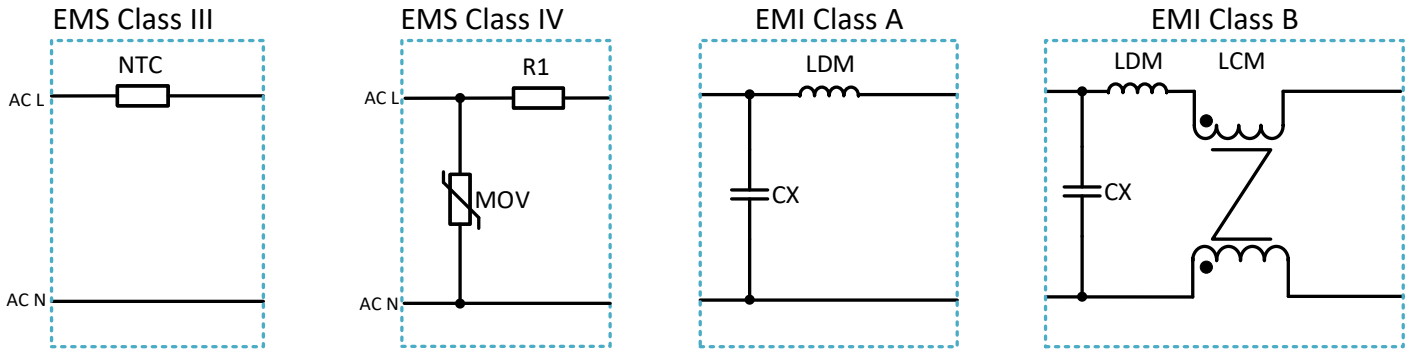 EMS Class III
NTC
AC L
AC N
EMS Class IV
R1
AC L
MOV
AC N
EMI Class A
LDM
CX
EMI Class B
LDM
LCM
CX